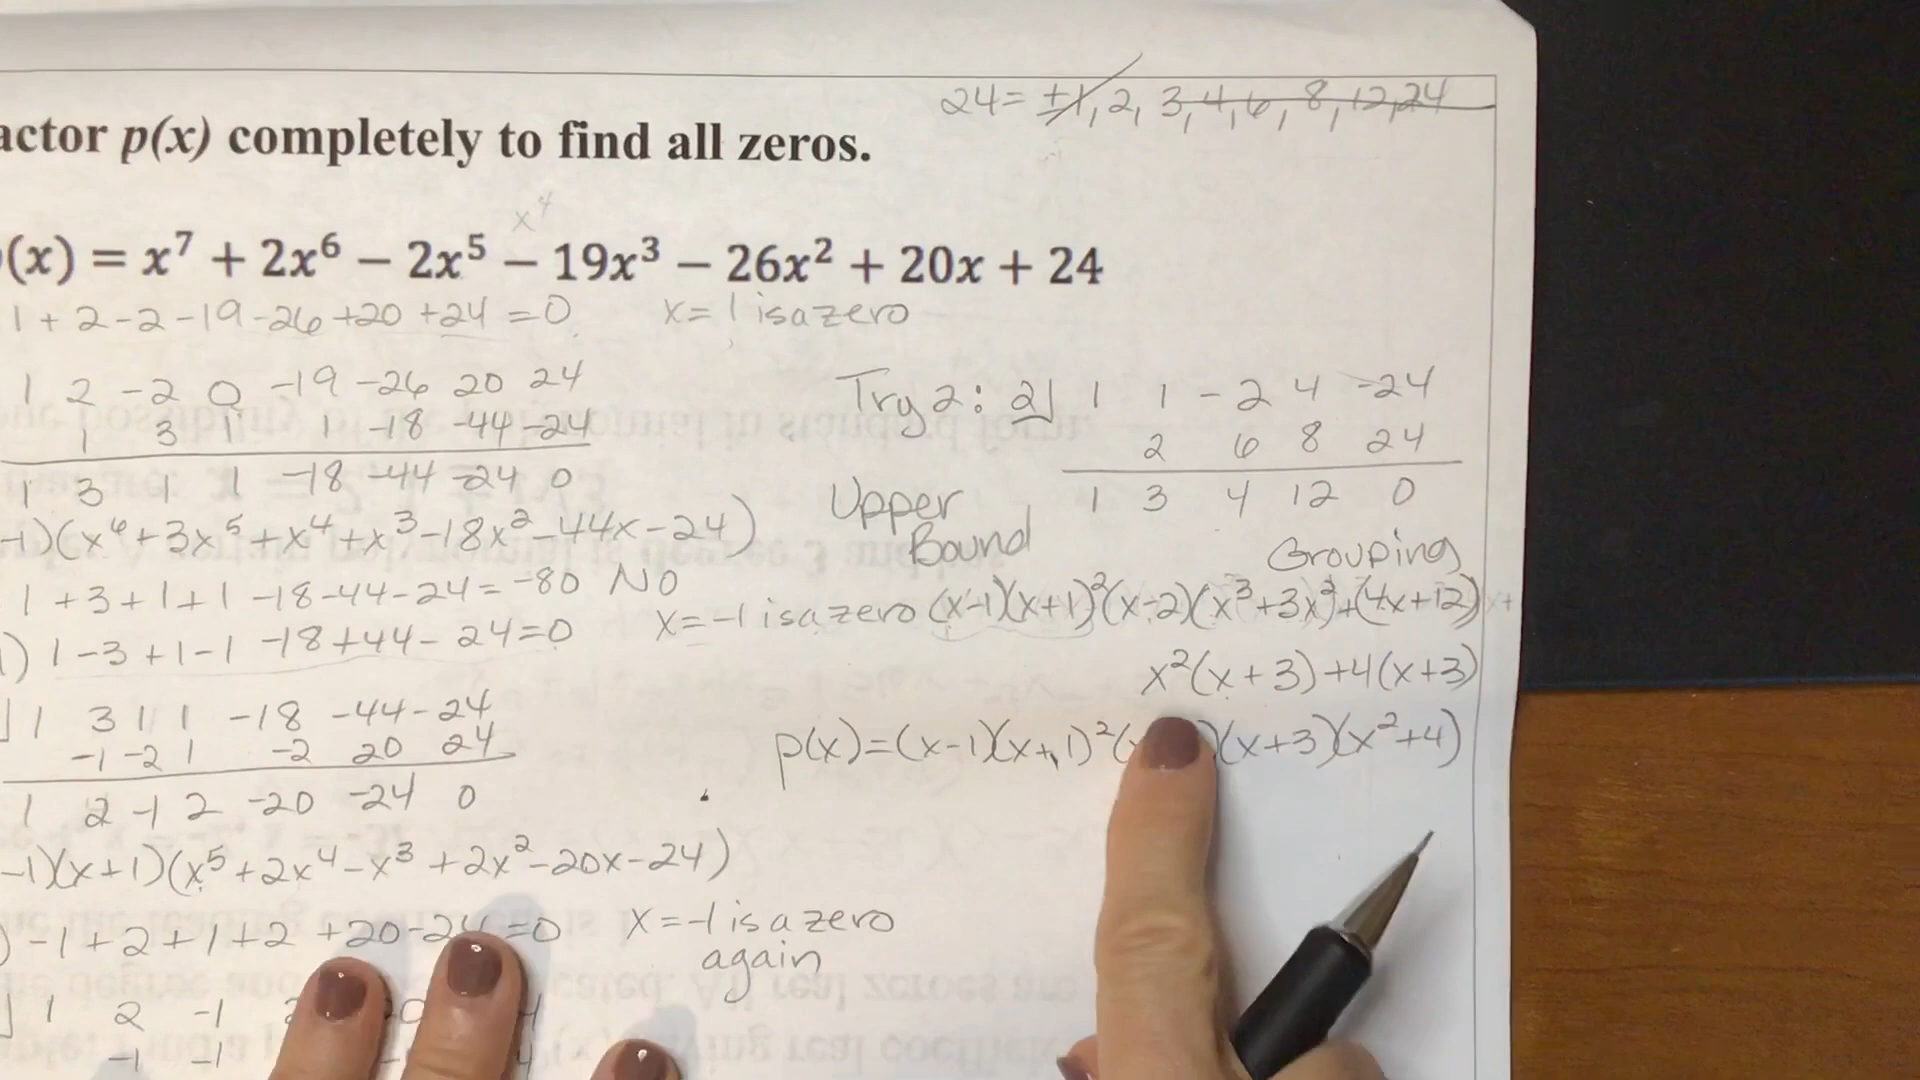 24 = ±1, 2, 3, 4, 6, 8, 12, 24
actor p(x) completely to find all zeros.
x⁴
(x) = x⁷ + 2x⁶ − 2x⁵ − 19x³ − 26x² + 20x + 24
1 + 2 - 2 - 19 - 26 + 20 + 24 = 0 x = 1 is a zero
1 2 -2 0 -19 -26 20 24
1 3 1 1 -18 -44 -24
1 3 1 1 -18 -44 -24 0
-1)(x⁶ + 3x⁵ + x⁴ + x³ - 18x² - 44x - 24)
1 + 3 + 1 + 1 - 18 - 44 - 24 = -80 NO
) 1 - 3 + 1 - 1 - 18 + 44 - 24 = 0 x = -1 is a zero
1 3 1 1 -18 -44 -24
-1 -2 1 -2 20 24
1 2 -1 2 -20 -24 0
-1)(x+1)(x⁵ + 2x⁴ - x³ + 2x² - 20x - 24)
) -1 + 2 + 1 + 2 + 20 - 24 = 0 x = -1 is a zero
again
1 2 -1
-1 -1
Try 2: 2⌋ 1 1 -2 4 -24
2 6 8 24
1 3 4 12 0
Upper
Bound
Grouping
(x-1)(x+1)²(x-2)(x³+3x²)+(4x+12)
x²(x+3)+4(x+3)
p(x) = (x-1)(x+1)²( )(x+3)(x²+4)